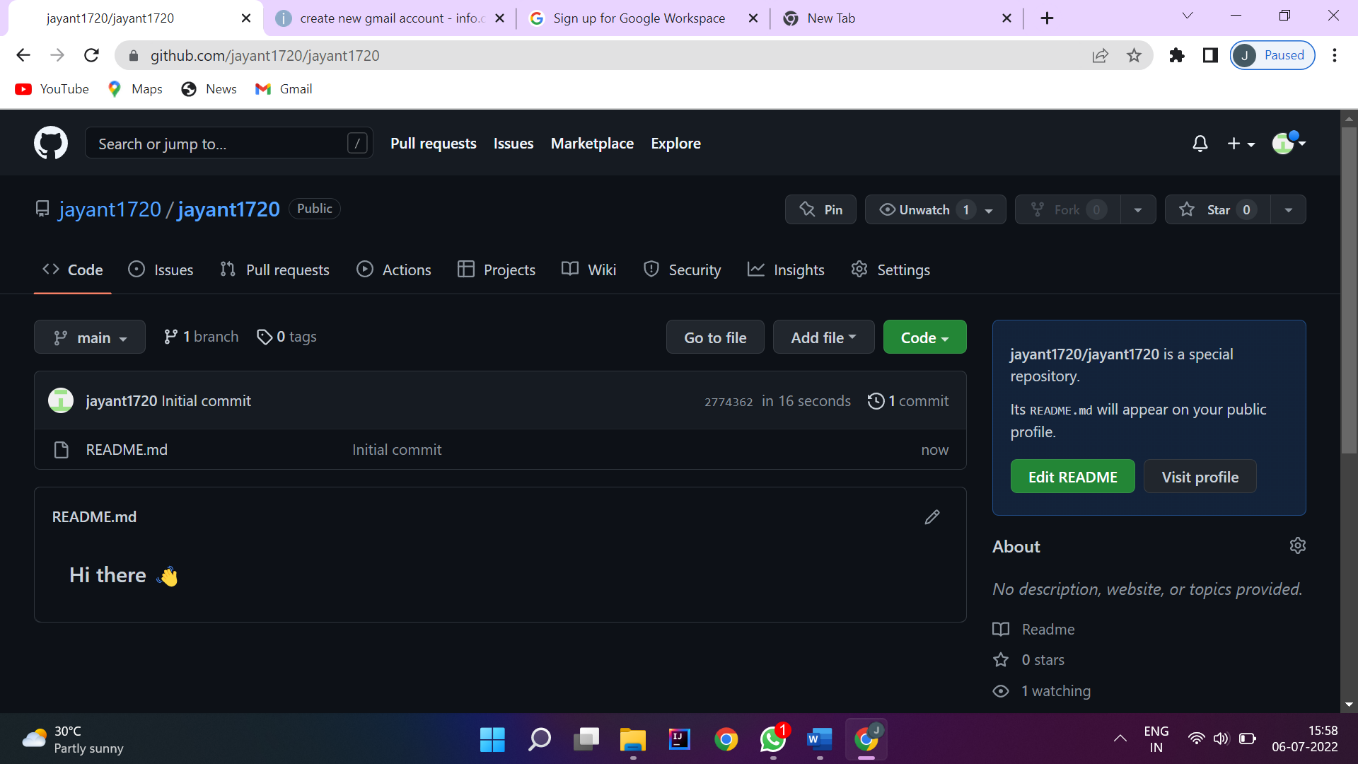 jayant1720/jayant1720
create new gmail account - info.c
Sign up for Google Workspace
New Tab
github.com/jayant1720/jayant1720
J Paused
YouTube Maps News Gmail
Search or jump to... /
Pull requests Issues Marketplace Explore
jayant1720 / jayant1720 Public
Pin Unwatch 1 Fork 0 Star 0
Code Issues Pull requests Actions Projects Wiki Security Insights Settings
main 1 branch 0 tags Go to file Add file Code
jayant1720 Initial commit 2774362 in 16 seconds 1 commit
README.md Initial commit now
README.md
Hi there 👋
jayant1720/jayant1720 is a special
repository.
Its README.md will appear on your public
profile.
Edit README Visit profile
About
No description, website, or topics provided.
Readme
0 stars
1 watching
30°C
Partly sunny
IJ
1
W
J
ENG
IN
15:58
06-07-2022